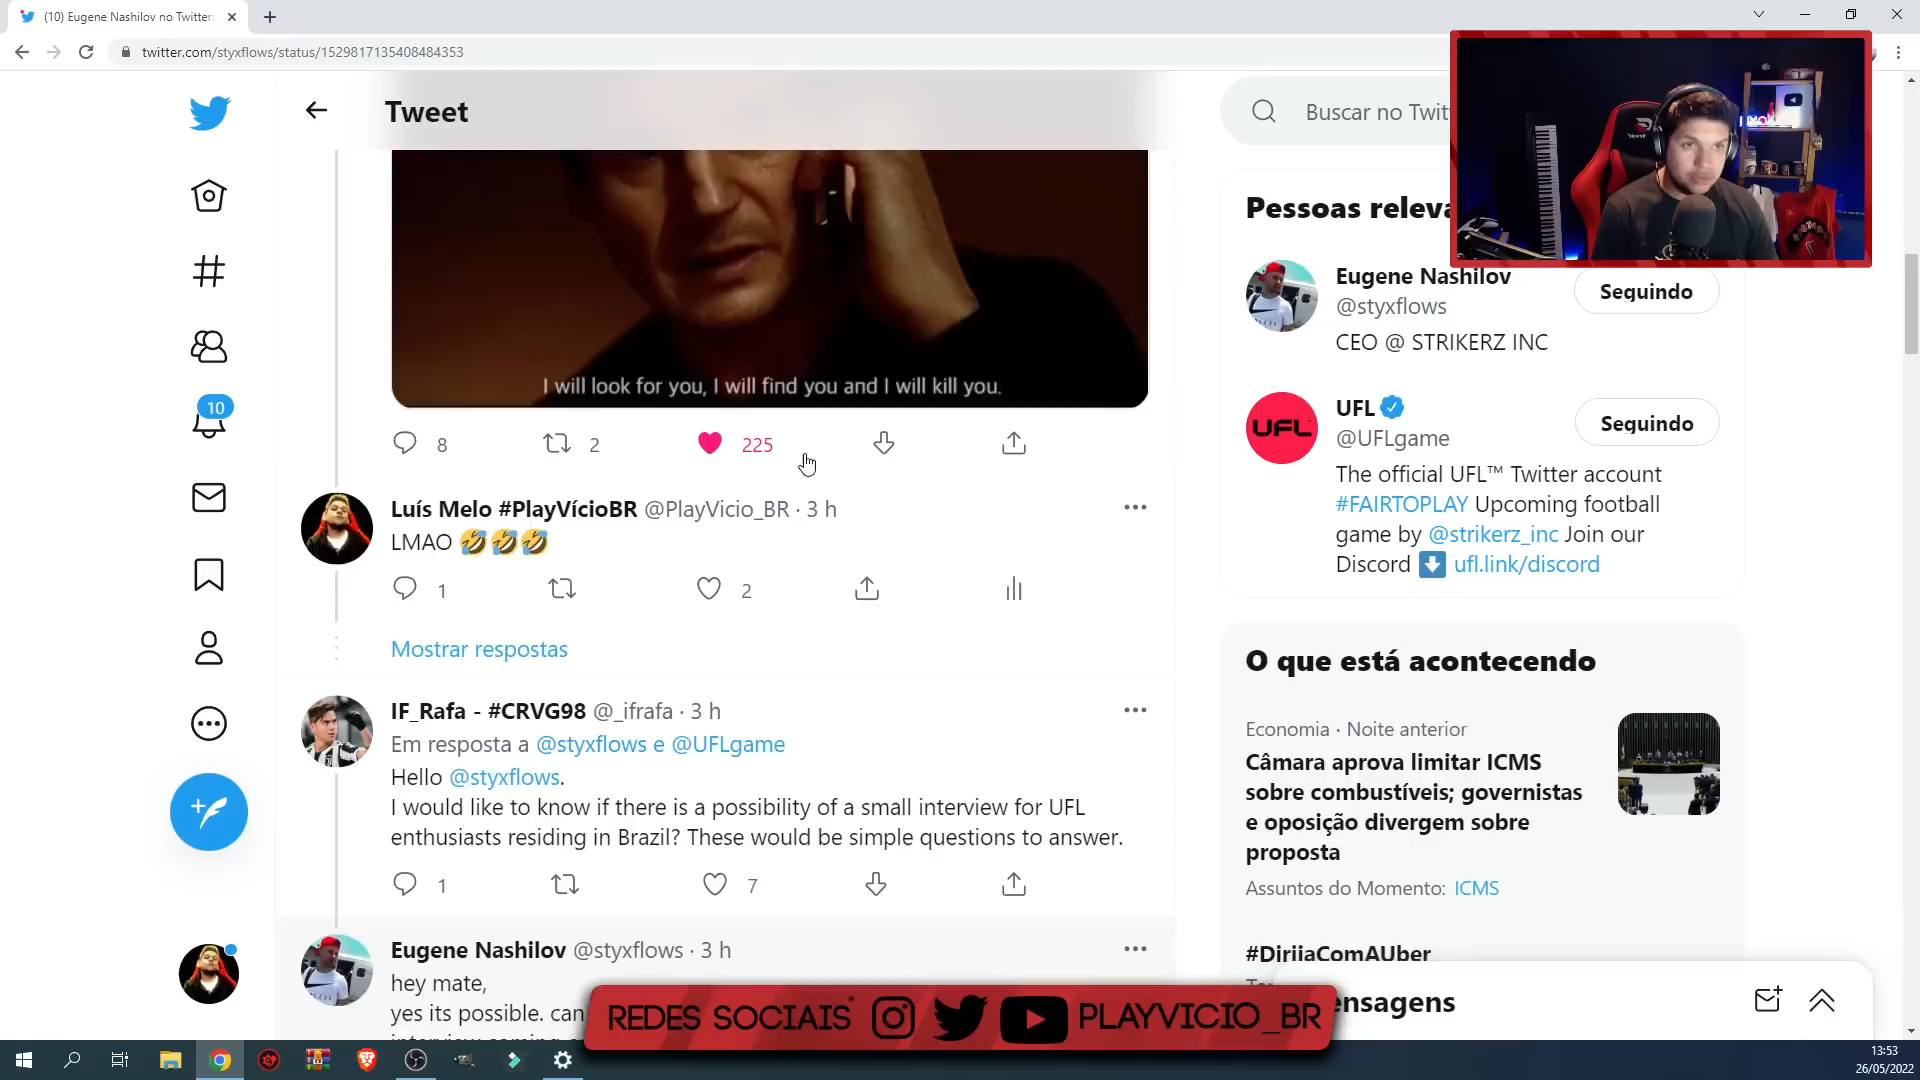 (10) Eugene Nashilov no Twitter:
twitter.com/styxflows/status/1529817135408484353
Tweet
Buscar no Twit
I will look for you, I will find you and I will kill you.
8 2 225
Luís Melo #PlayVícioBR @PlayVicio_BR · 3 h
LMAO 🤣🤣🤣
1 2
Mostrar respostas
IF_Rafa - #CRVG98 @_ifrafa · 3 h
Em resposta a @styxflows e @UFLgame
Hello @styxflows.
I would like to know if there is a possibility of a small interview for UFL
enthusiasts residing in Brazil? These would be simple questions to answer.
1 7
Eugene Nashilov @styxflows · 3 h
hey mate,
yes its possible. can
10
Pessoas releva
Eugene Nashilov
@styxflows
CEO @ STRIKERZ INC
Seguindo
UFL
UFL
@UFLgame
Seguindo
The official UFL™ Twitter account
#FAIRTOPLAY Upcoming football
game by @strikerz_inc Join our
Discord ⬇️ ufl.link/discord
O que está acontecendo
Economia · Noite anterior
Câmara aprova limitar ICMS
sobre combustíveis; governistas
e oposição divergem sobre
proposta
Assuntos do Momento: ICMS
#DirijaComAUber
ensagens
REDES SOCIAIS PLAYVICIO_BR
13:53
26/05/2022